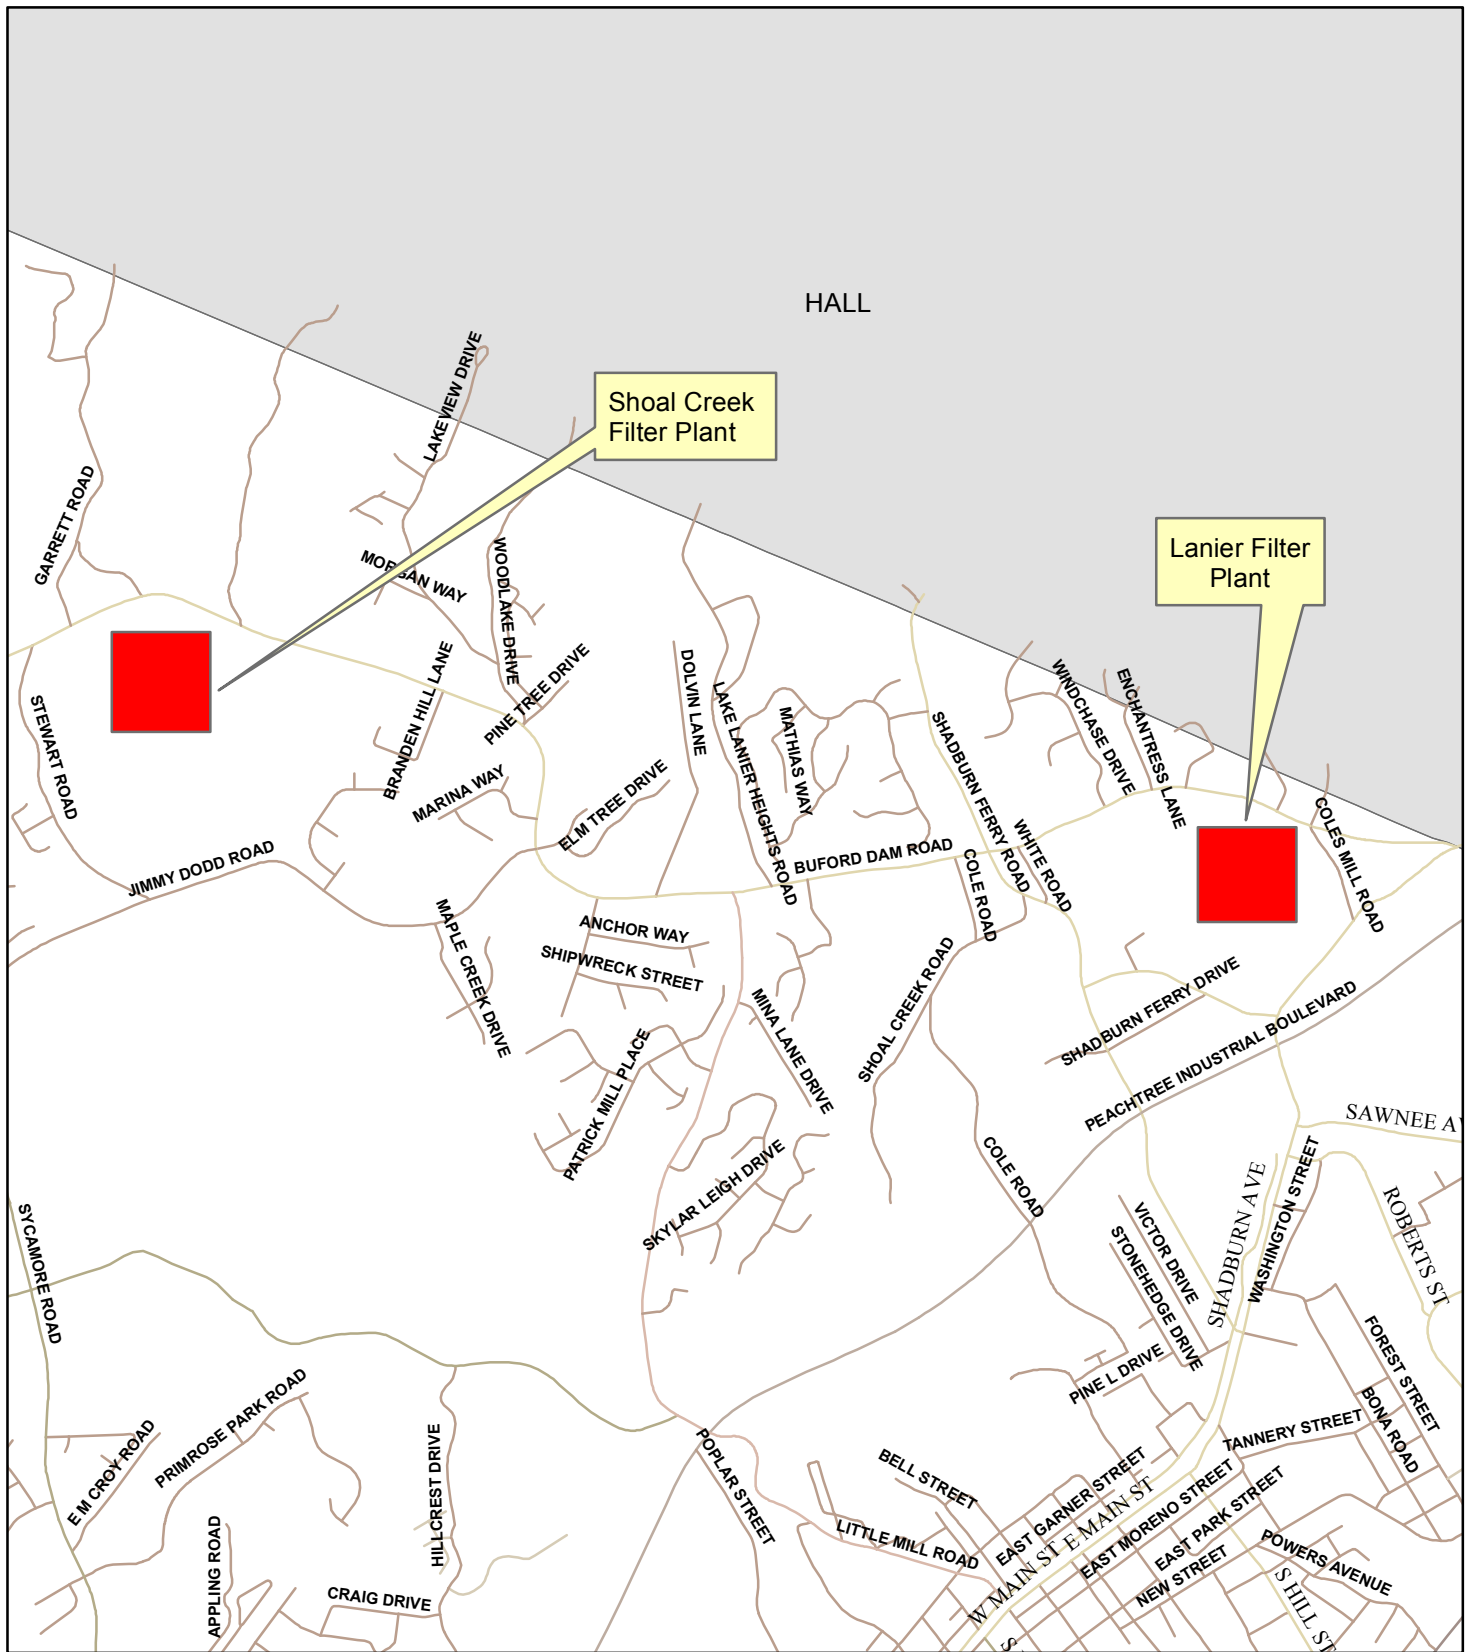 HALL
LAKEVIEW DRIVE
Shoal Creek
Filter Plant
GARRETT ROAD
Lanier Filter
Plant
MORGAN WAY
WOODLAKE DRIVE
PINE TREE DRIVE
BRANDEN HILL LANE
DOLVIN LANE
LAKE LANIER HEIGHTS ROAD
MATHIAS WAY
SHADBURN FERRY ROAD
WINDCHASE DRIVE
ENCHANTRESS LANE
STEWART ROAD
MARINA WAY
ELM TREE DRIVE
COLES MILL ROAD
JIMMY DODD ROAD
BUFORD DAM ROAD
WHITE ROAD
COLE ROAD
MAPLE CREEK DRIVE
ANCHOR WAY
SHIPWRECK STREET
SHOAL CREEK ROAD
MINA LANE DRIVE
SHADBURN FERRY DRIVE
PEACHTREE INDUSTRIAL BOULEVARD
PATRICK MILL PLACE
SAWNEE AV
SKYLAR LEIGH DRIVE
COLE ROAD
WASHINGTON STREET
SHADBURN AVE
ROBERTS ST
VICTOR DRIVE
STONEHEDGE DRIVE
SYCAMORE ROAD
PINE L DRIVE
FOREST STREET
BONA ROAD
TANNERY STREET
PRIMROSE PARK ROAD
E M CROY ROAD
HILLCREST DRIVE
POPLAR STREET
BELL STREET
EAST GARNER STREET
LITTLE MILL ROAD
W MAIN ST
E MAIN ST
EAST MORENO STREET
EAST PARK STREET
NEW STREET
POWERS AVENUE
S HILL ST
APPLING ROAD
CRAIG DRIVE